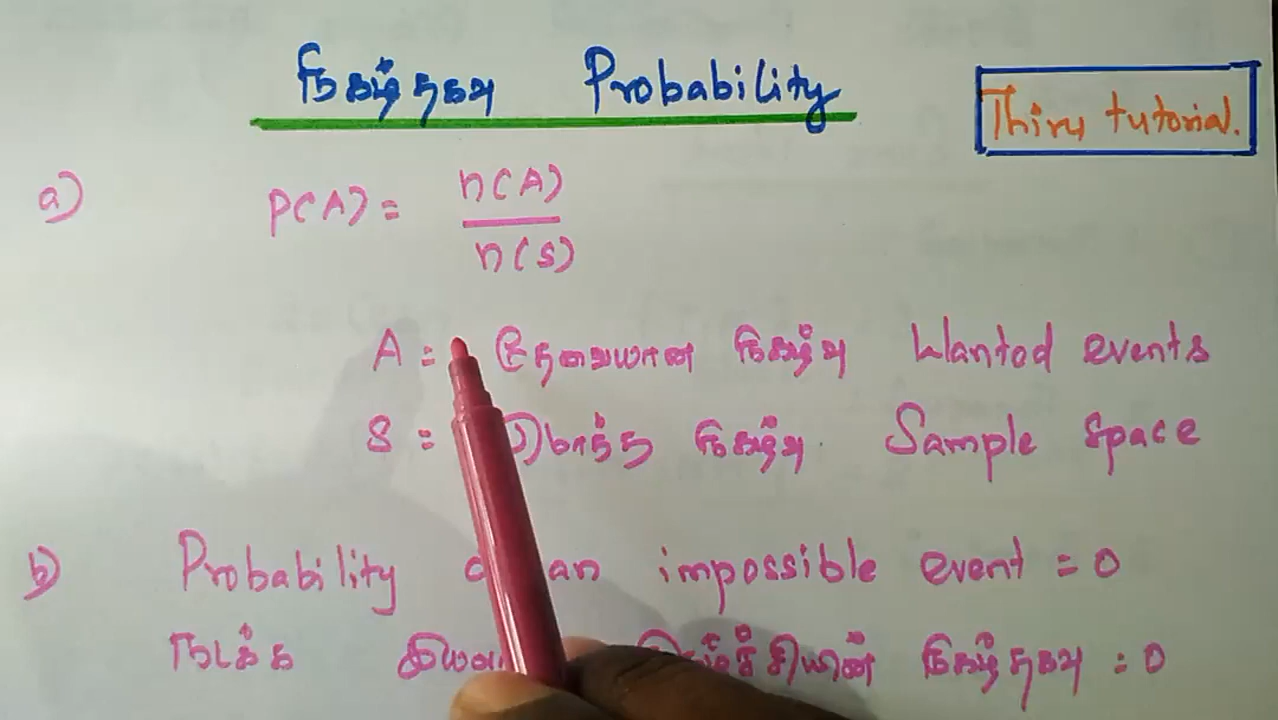 நிகழ்தகவு Probability
Thiru tutorial.
a) P(A) = n(A)
n(S)
A = தேவையான நிகழ்வு Wanted events
S = நிகழ்வு Sample space
b) Probability an impossible event = 0
நடக்க நிகழ்தகவு = 0